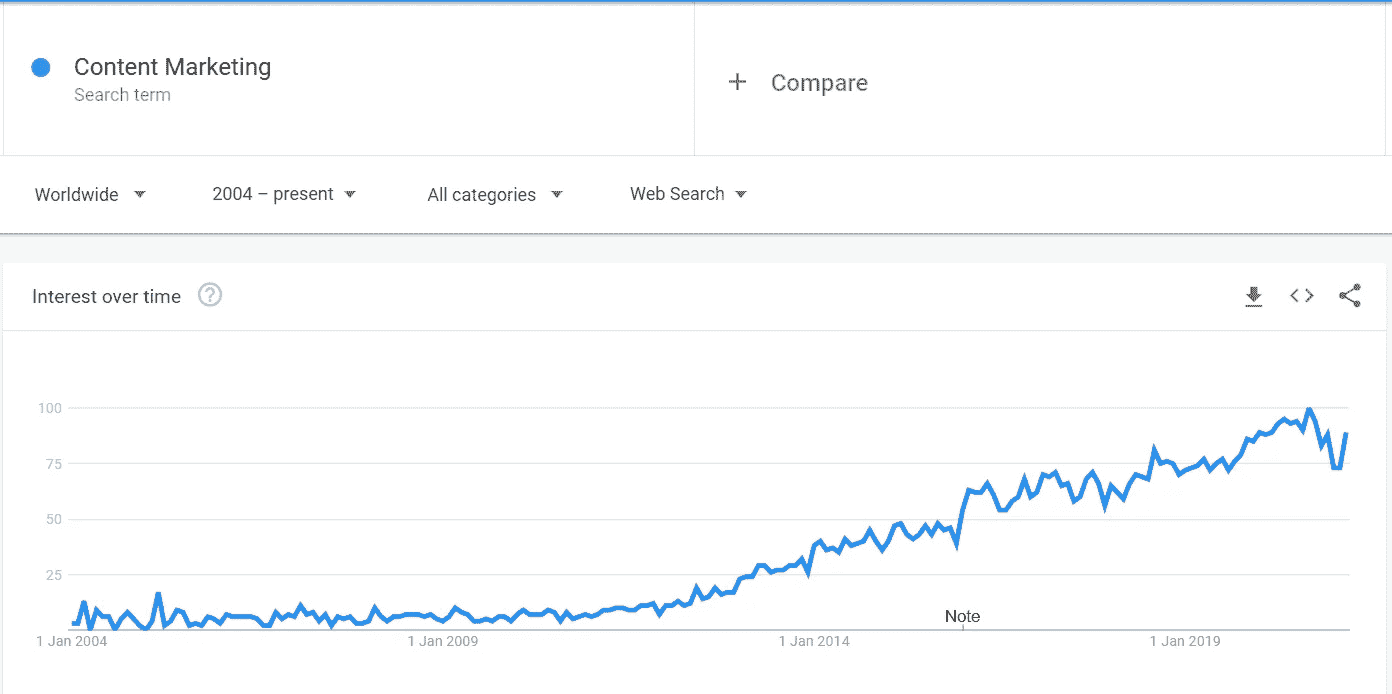 Content Marketing
Search term
+ Compare
Worldwide
2004 – present
All categories
Web Search
Interest over time ?
100
75
50
25
Note
1 Jan 2004
1 Jan 2009
1 Jan 2014
1 Jan 2019